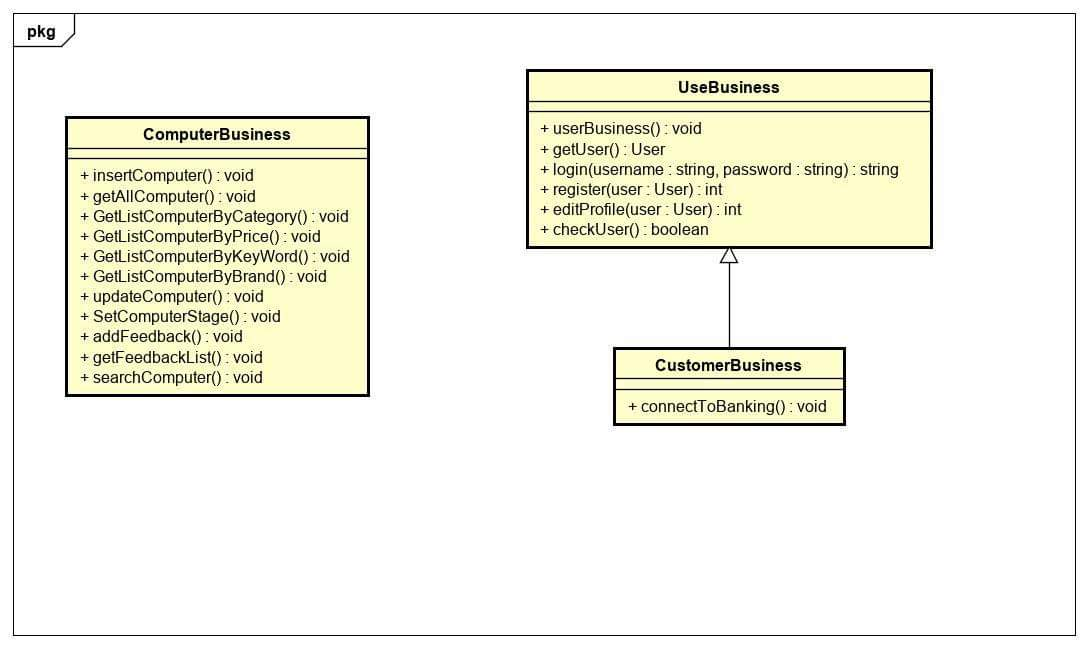 pkg
ComputerBusiness
+ insertComputer() : void
+ getAllComputer() : void
+ GetListComputerByCategory() : void
+ GetListComputerByPrice() : void
+ GetListComputerByKeyWord() : void
+ GetListComputerByBrand() : void
+ updateComputer() : void
+ SetComputerStage() : void
+ addFeedback() : void
+ getFeedbackList() : void
+ searchComputer() : void
UseBusiness
+ userBusiness() : void
+ getUser() : User
+ login(username : string, password : string) : string
+ register(user : User) : int
+ editProfile(user : User) : int
+ checkUser() : boolean
CustomerBusiness
+ connectToBanking() : void